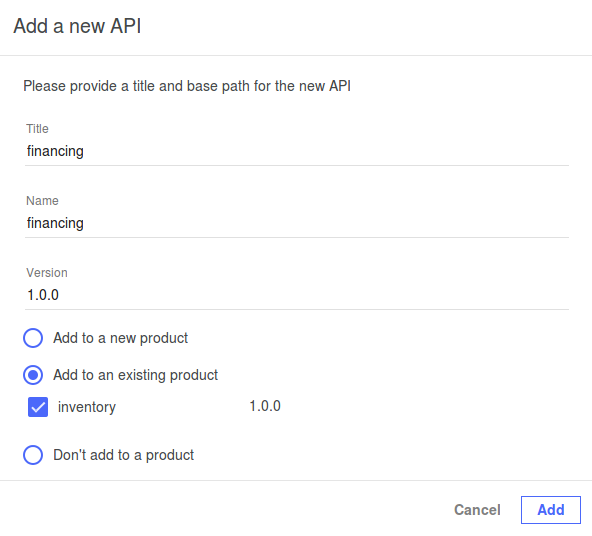 Add a new API
Please provide a title and base path for the new API
Title
financing
Name
financing
Version
1.0.0
Add to a new product
Add to an existing product
inventory 1.0.0
Don't add to a product
Cancel Add